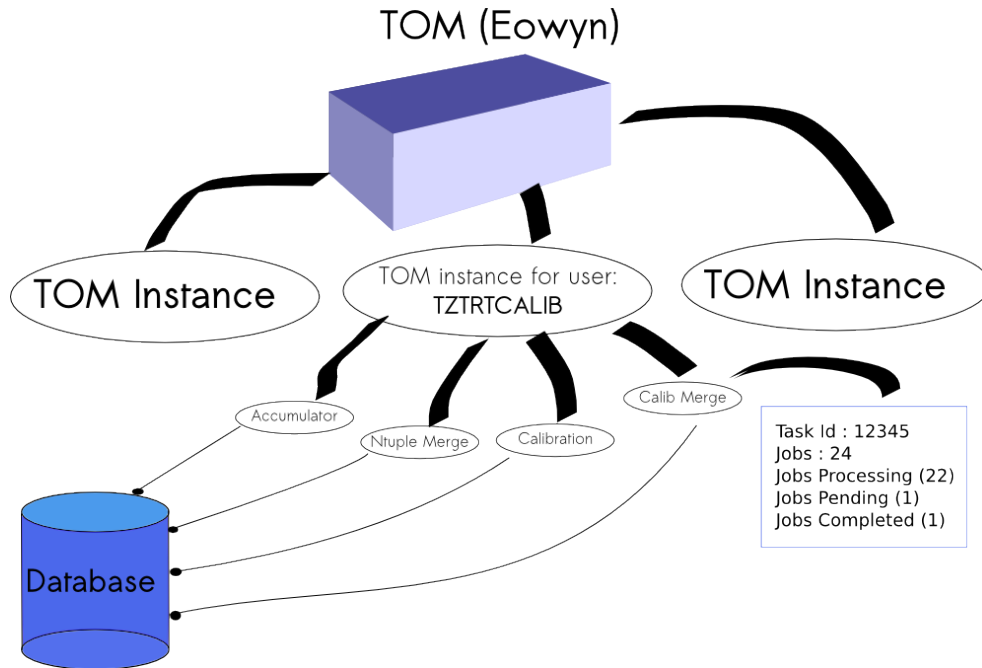 TOM (Eowyn)
TOM Instance
TOM instance for user:
TZTRTCALIB
TOM Instance
Accumulator
Ntuple Merge
Calibration
Calib Merge
Task Id : 12345
Jobs : 24
Jobs Processing (22)
Jobs Pending (1)
Jobs Completed (1)
Database